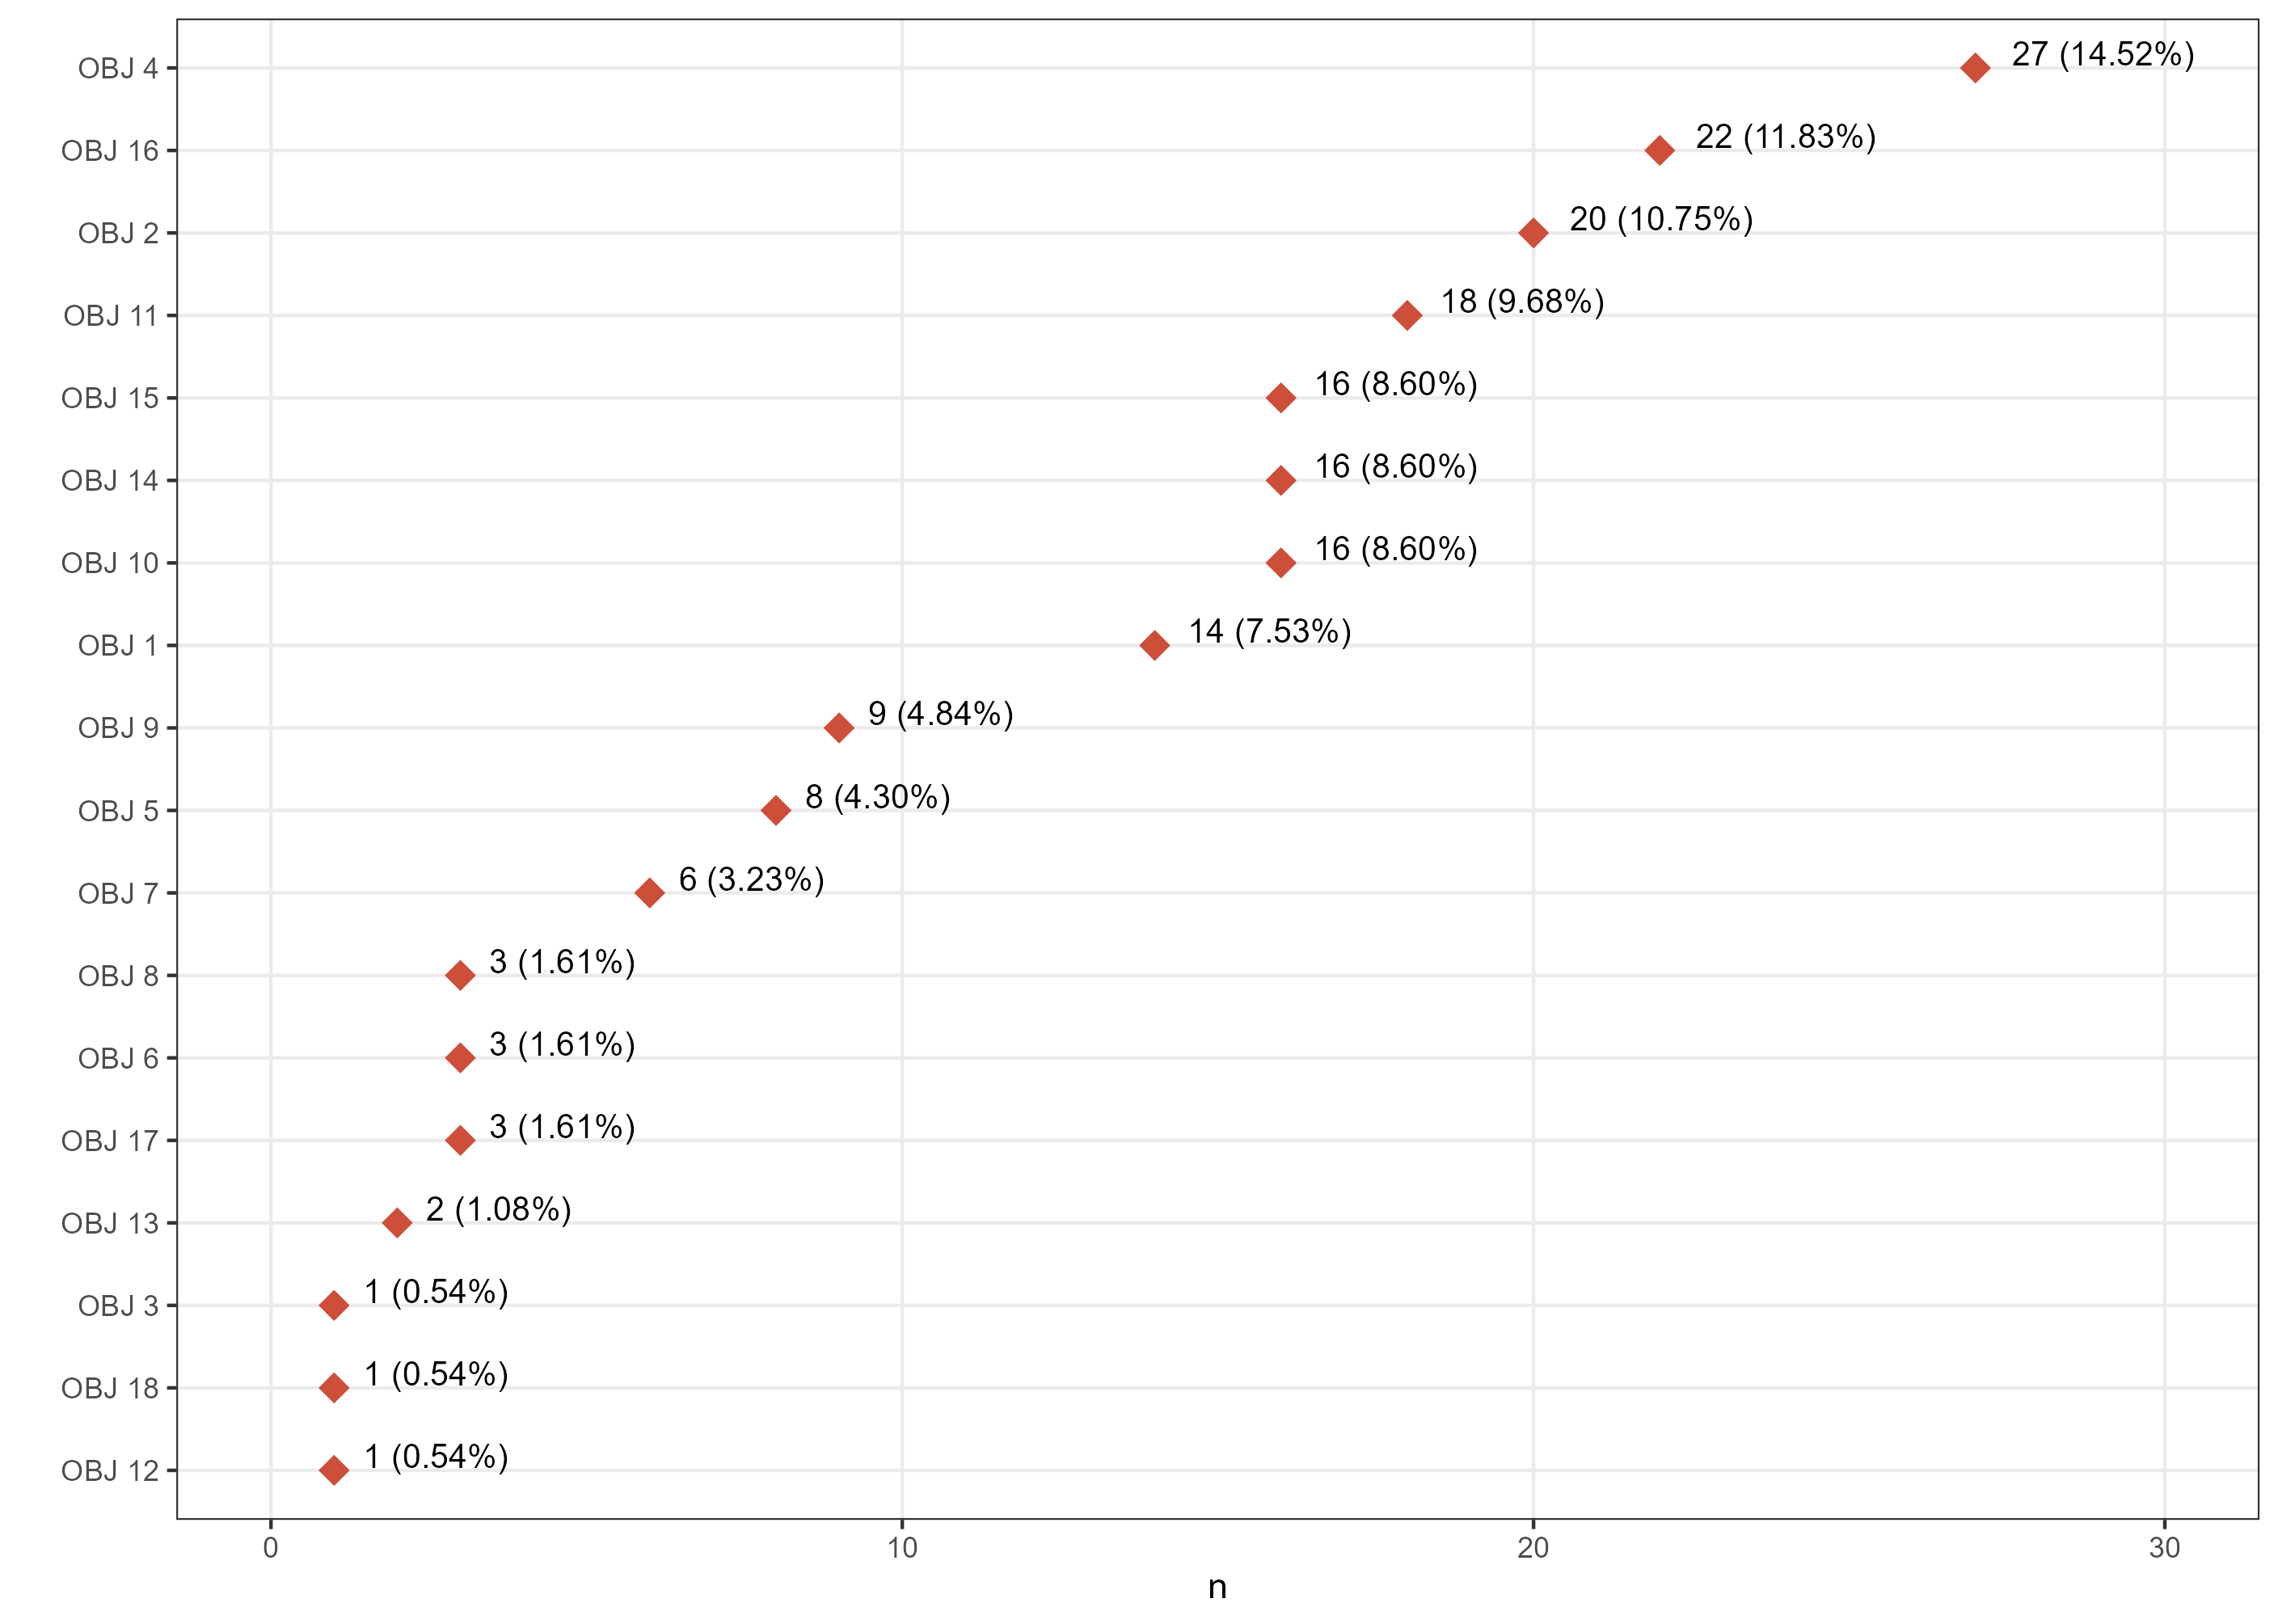 OBJ 4 27 (14.52%)
OBJ 16 22 (11.83%)
OBJ 2 20 (10.75%)
OBJ 11 18 (9.68%)
OBJ 15 16 (8.60%)
OBJ 14 16 (8.60%)
OBJ 10 16 (8.60%)
OBJ 1 14 (7.53%)
OBJ 9 9 (4.84%)
OBJ 5 8 (4.30%)
OBJ 7 6 (3.23%)
OBJ 8 3 (1.61%)
OBJ 6 3 (1.61%)
OBJ 17 3 (1.61%)
OBJ 13 2 (1.08%)
OBJ 3 1 (0.54%)
OBJ 18 1 (0.54%)
OBJ 12 1 (0.54%)
0 10 20 30
n